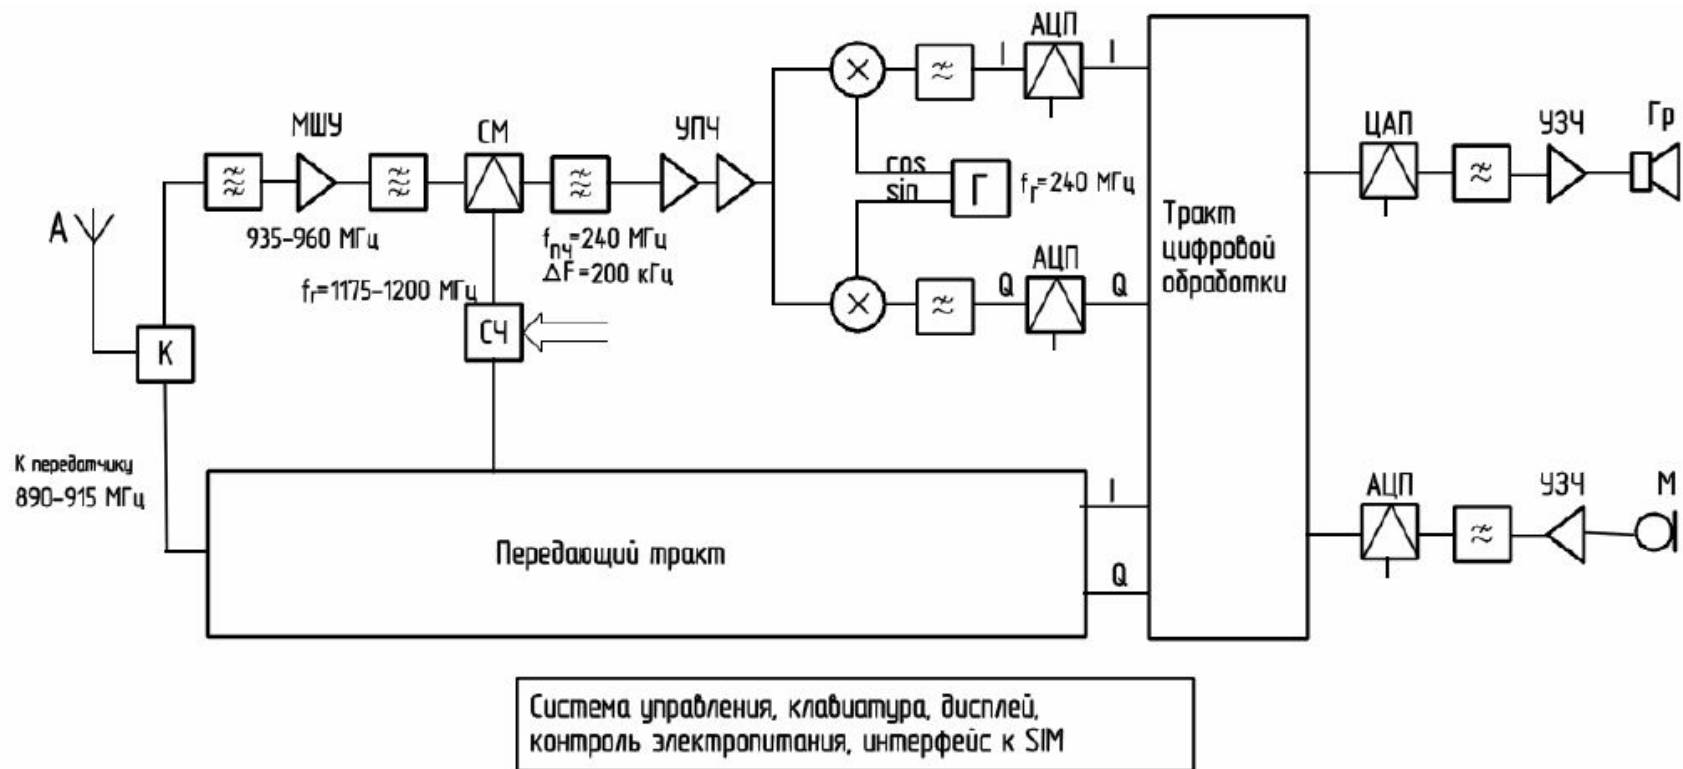 АЦП
I
I
МШУ
СМ
УПЧ
ЦАП
УЗЧ
Гр
cos
sin
Г
fг=240 МГц
А
935-960 МГц
fпч=240 МГц
ΔF=200 кГц
fг=1175-1200 МГц
СЧ
Q
АЦП
Q
Тракт
цифровой
обработки
К
К передатчику
890-915 МГц
Передающий тракт
I
Q
АЦП
УЗЧ
М
Система управления, клавиатура, дисплей,
контроль электропитания, интерфейс к SIM